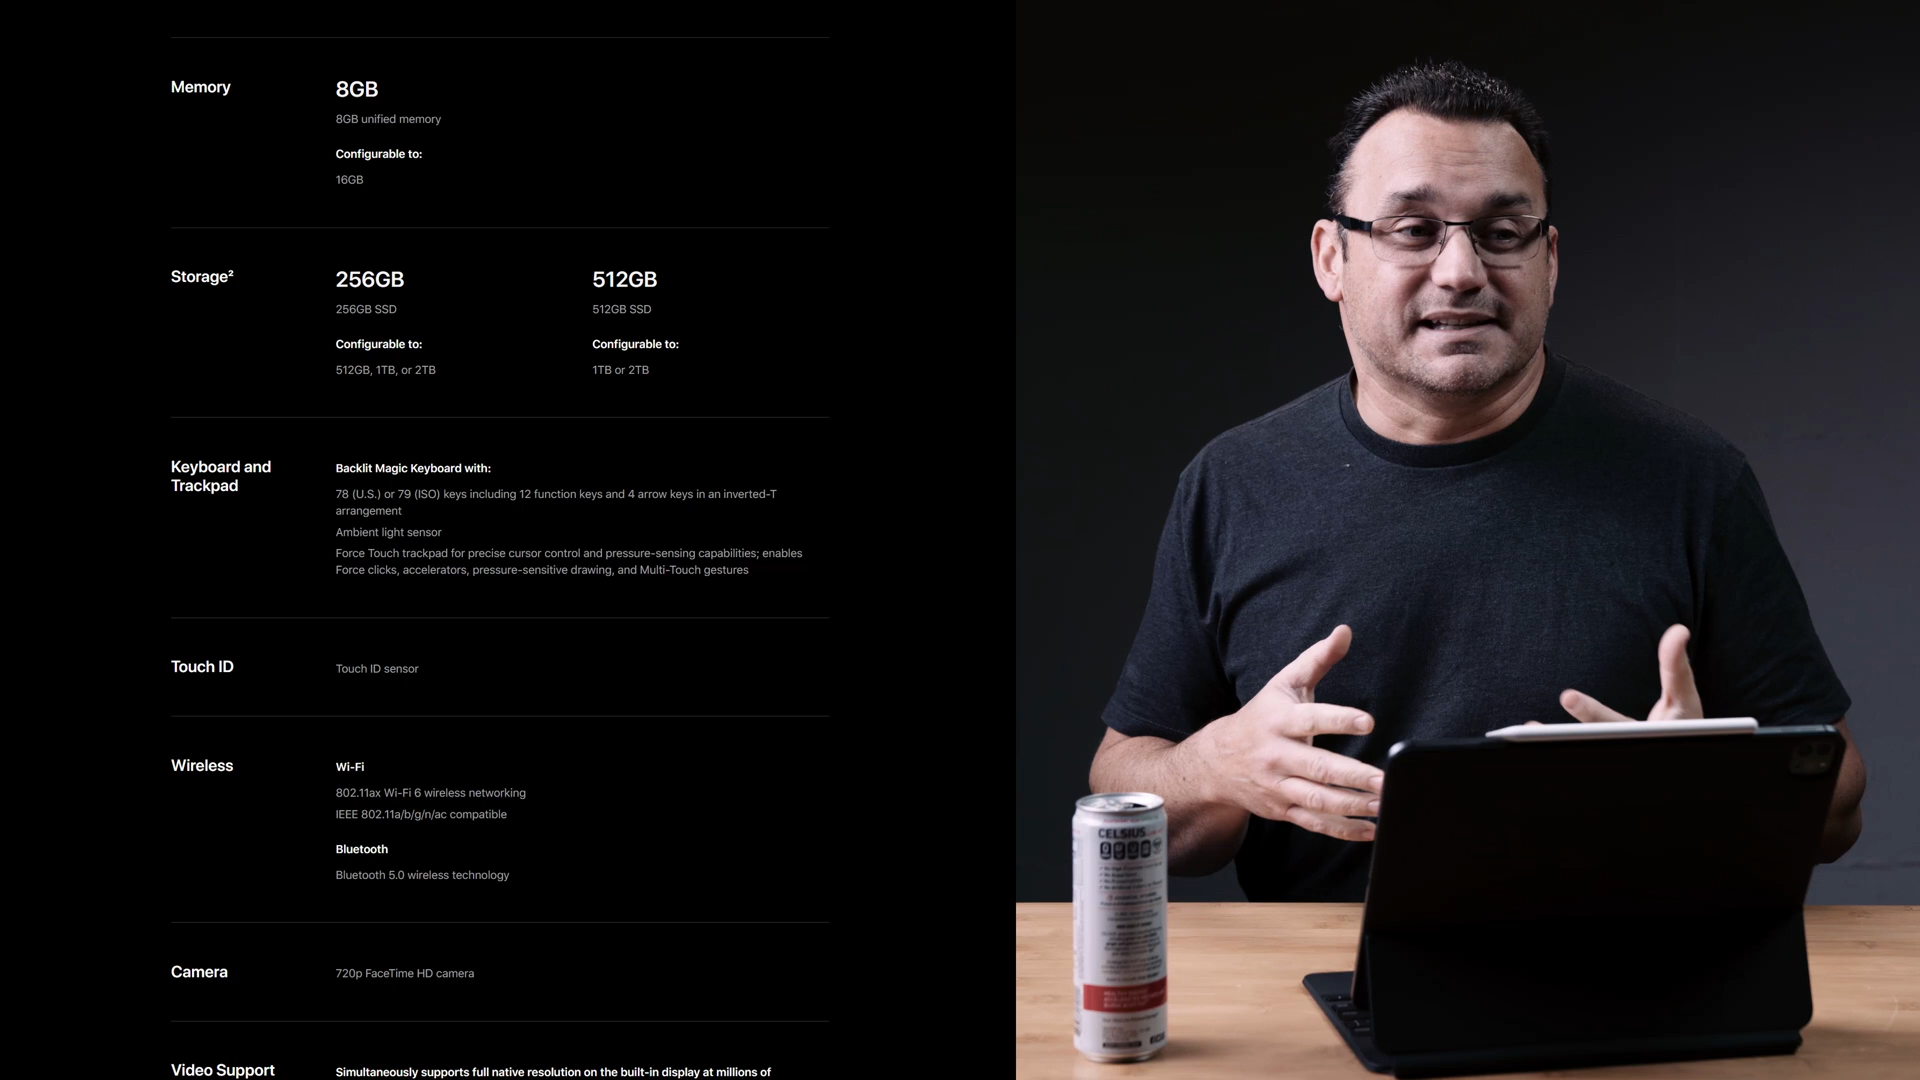 Memory
8GB
8GB unified memory
Configurable to:
16GB
Storage²
256GB
256GB SSD
Configurable to:
512GB, 1TB, or 2TB
512GB
512GB SSD
Configurable to:
1TB or 2TB
Keyboard and
Trackpad
Backlit Magic Keyboard with:
78 (U.S.) or 79 (ISO) keys including 12 function keys and 4 arrow keys in an inverted-T
arrangement
Ambient light sensor
Force Touch trackpad for precise cursor control and pressure-sensing capabilities; enables
Force clicks, accelerators, pressure-sensitive drawing, and Multi-Touch gestures
Touch ID
Touch ID sensor
Wireless
Wi-Fi
802.11ax Wi-Fi 6 wireless networking
IEEE 802.11a/b/g/n/ac compatible
Bluetooth
Bluetooth 5.0 wireless technology
Camera
720p FaceTime HD camera
Video Support
Simultaneously supports full native resolution on the built-in display at millions of
CELSIUS